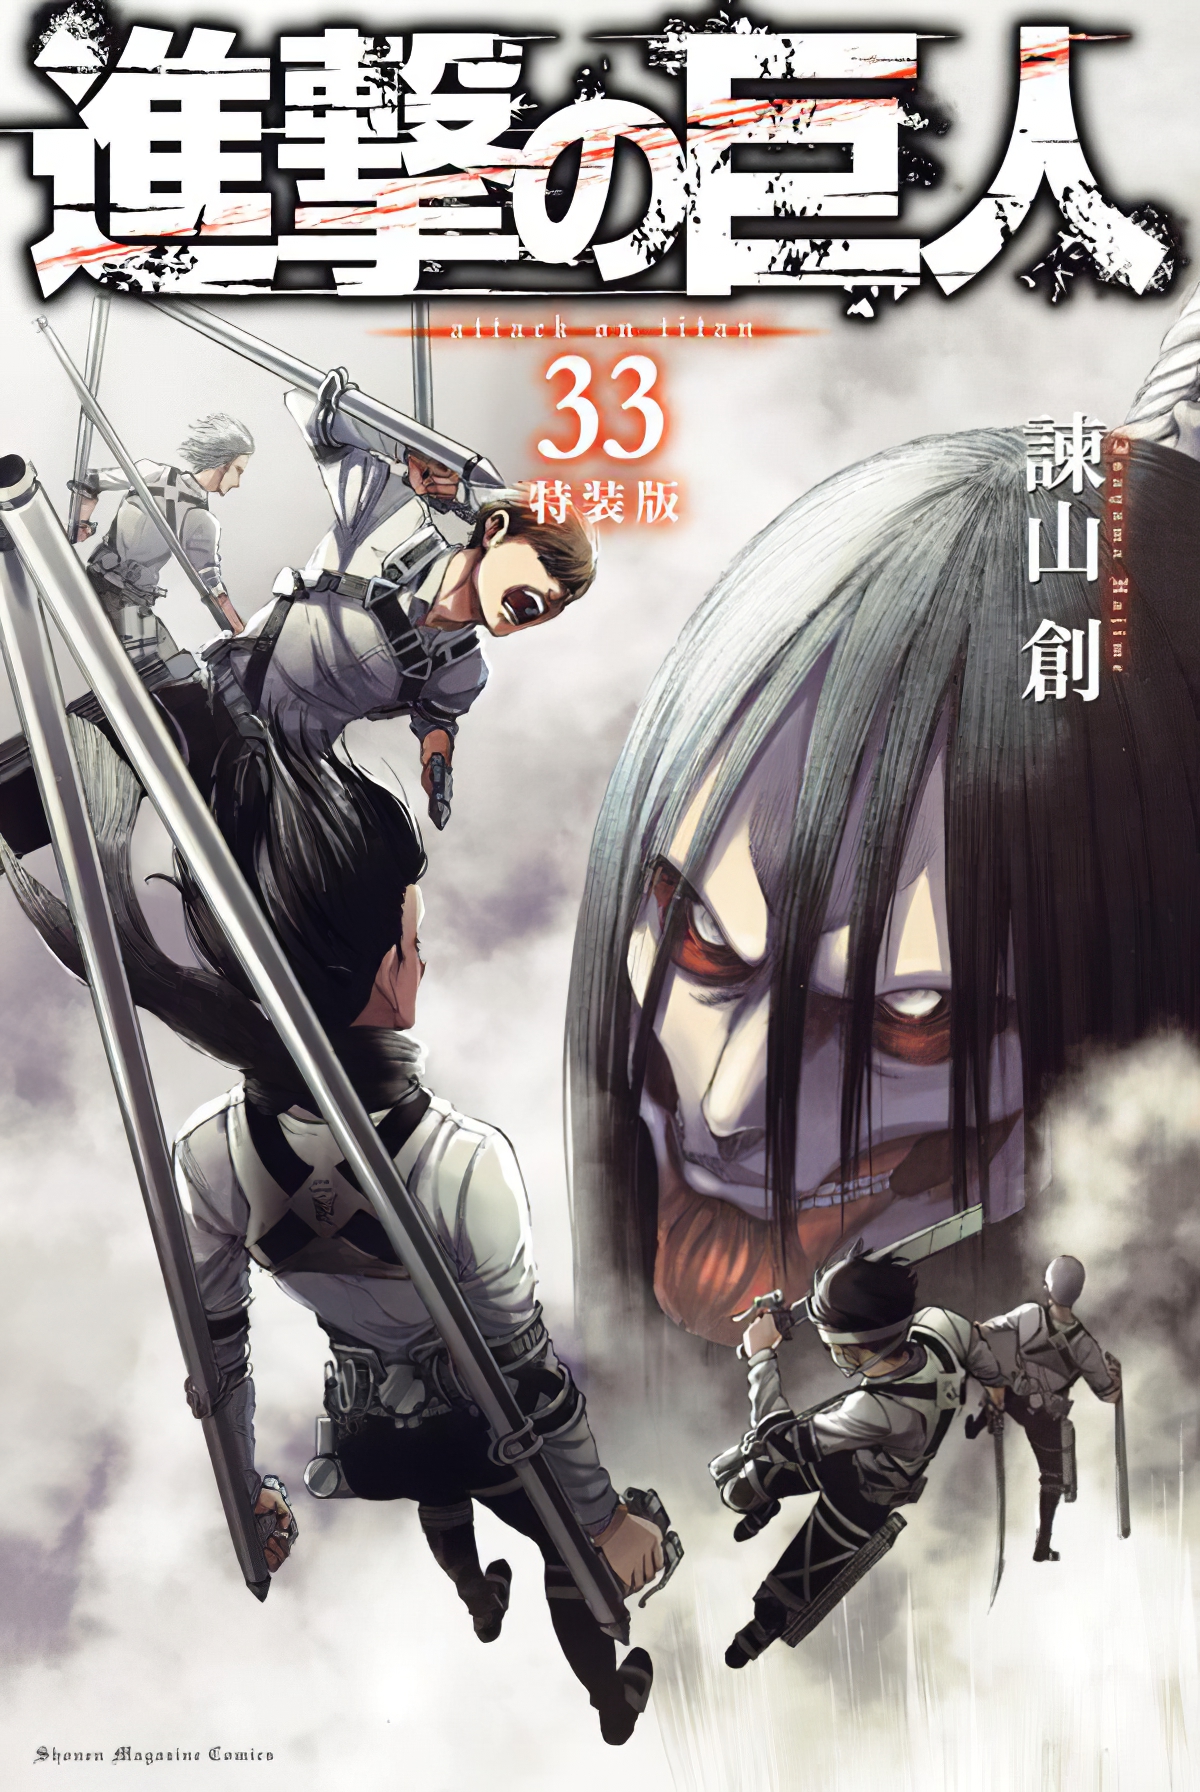 進撃の巨人
attack on titan
33
特装版
諫山創
Isayama Hajime
Shonen Magazine Comics